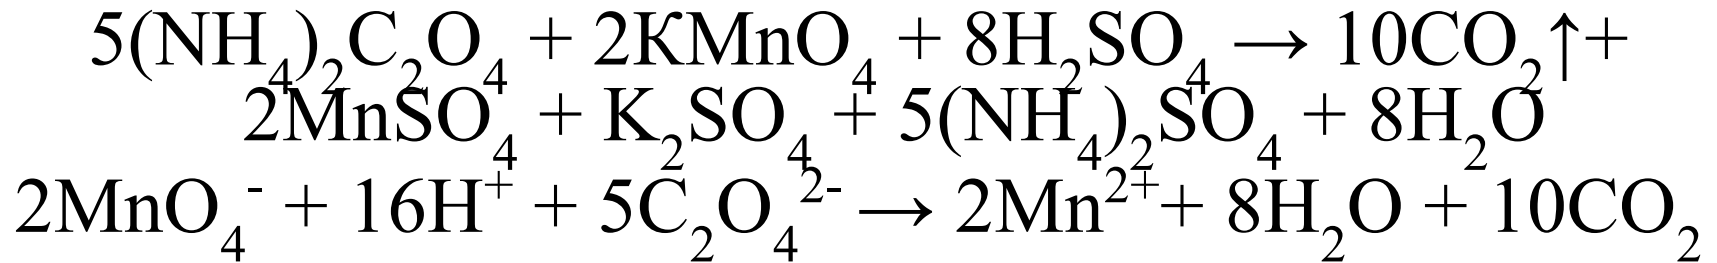 5(NH₄)₂C₂O₄ + 2KMnO₄ + 8H₂SO₄ → 10CO₂↑+
2MnSO₄ + K₂SO₄ + 5(NH₄)₂SO₄ + 8H₂O
2MnO₄⁻ + 16H⁺ + 5C₂O₄²⁻ → 2Mn²⁺ + 8H₂O + 10CO₂